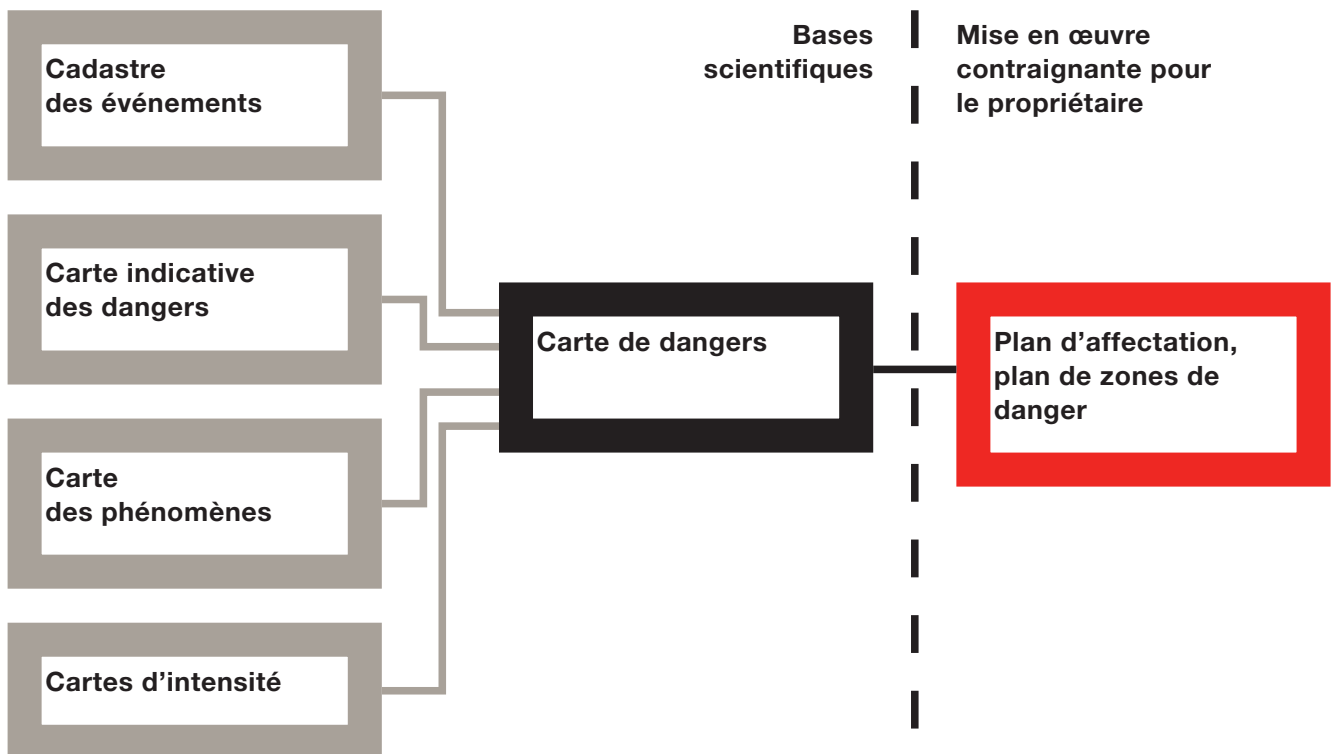 Cadastre
des événements
Bases
scientifiques
Mise en œuvre
contraignante pour
le propriétaire
Carte indicative
des dangers
Carte de dangers
Plan d’affectation,
plan de zones de
danger
Carte
des phénomènes
Cartes d’intensité